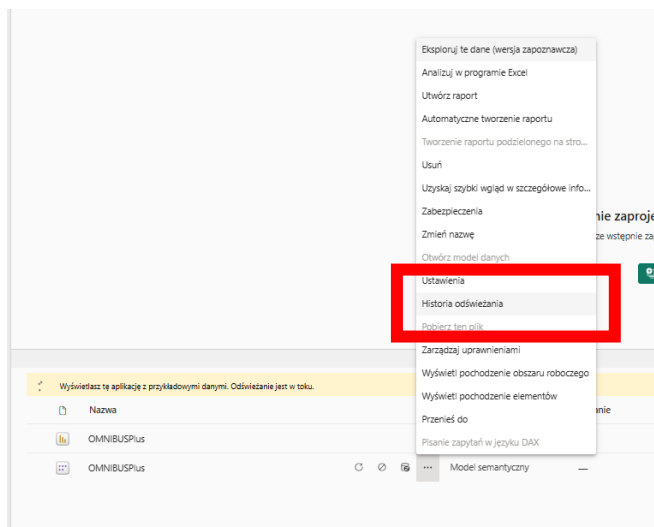 Eksploruj te dane (wersja zapoznawcza)
Analizuj w programie Excel
Utwórz raport
Automatyczne tworzenie raportu
Tworzenie raportu podzielonego na stro...
Usuń
Uzyskaj szybki wgląd w szczegółowe info...
Zabezpieczenia
nie zaproje
Zmień nazwę
ze wstępnie za
Otwórz model danych
Ustawienia
Historia odświeżania
Pobierz ten plik
Zarządzaj uprawnieniami
Wyświetl pochodzenie obszaru roboczego
Wyświetlasz tę aplikację z przykładowymi danymi. Odświeżanie jest w toku.
Wyświetl pochodzenie elementów
Nazwa
anie
Przenieś do
OMNIBUSPlus
Pisanie zapytań w języku DAX
OMNIBUSPlus ... Model semantyczny —